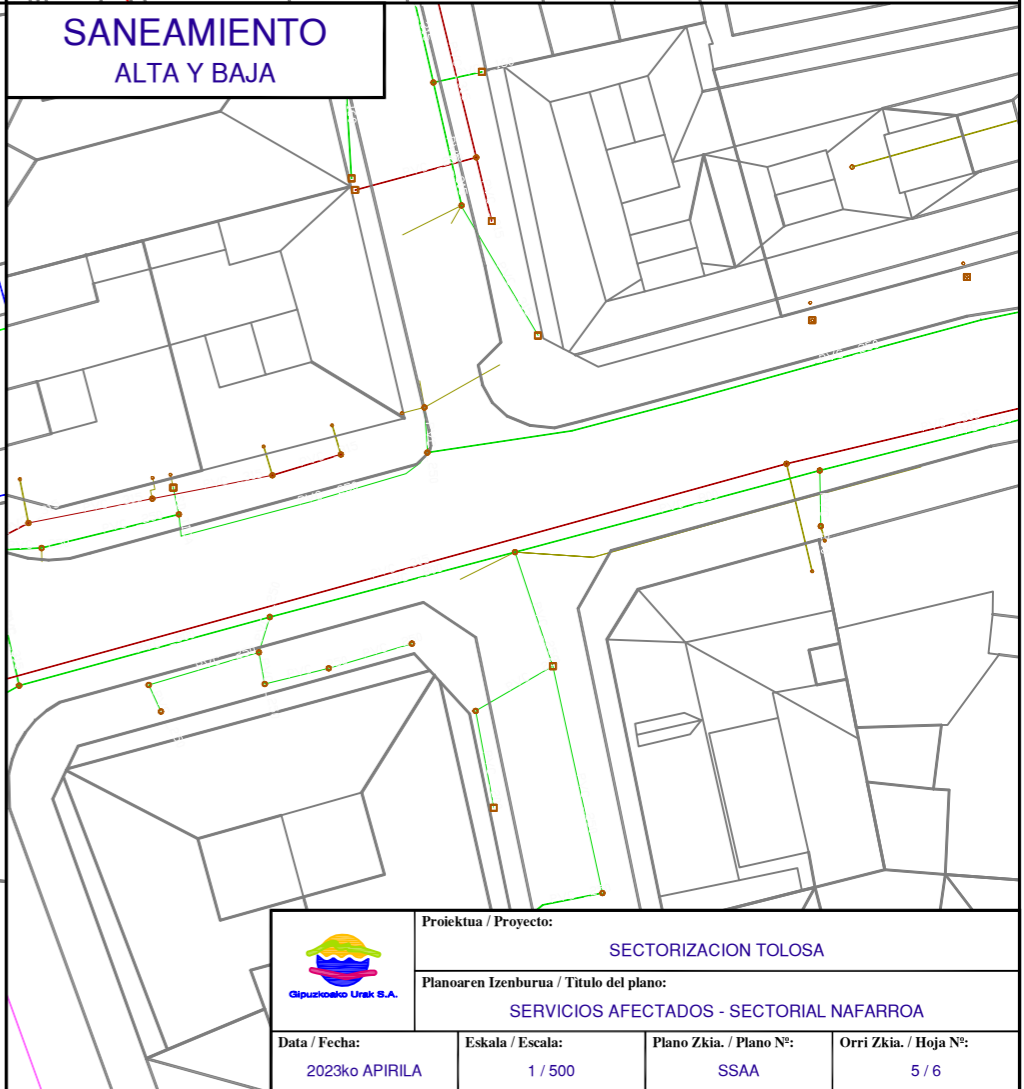 SANEAMIENTO
ALTA Y BAJA
Gipuzkoako Urak S.A.
Proiektua / Proyecto:
SECTORIZACION TOLOSA
Planoaren Izenburua / Título del plano:
SERVICIOS AFECTADOS - SECTORIAL NAFARROA
Data / Fecha:
2023ko APIRILA
Eskala / Escala:
1 / 500
Plano Zkia. / Plano Nº:
SSAA
Orri Zkia. / Hoja Nº:
5 / 6